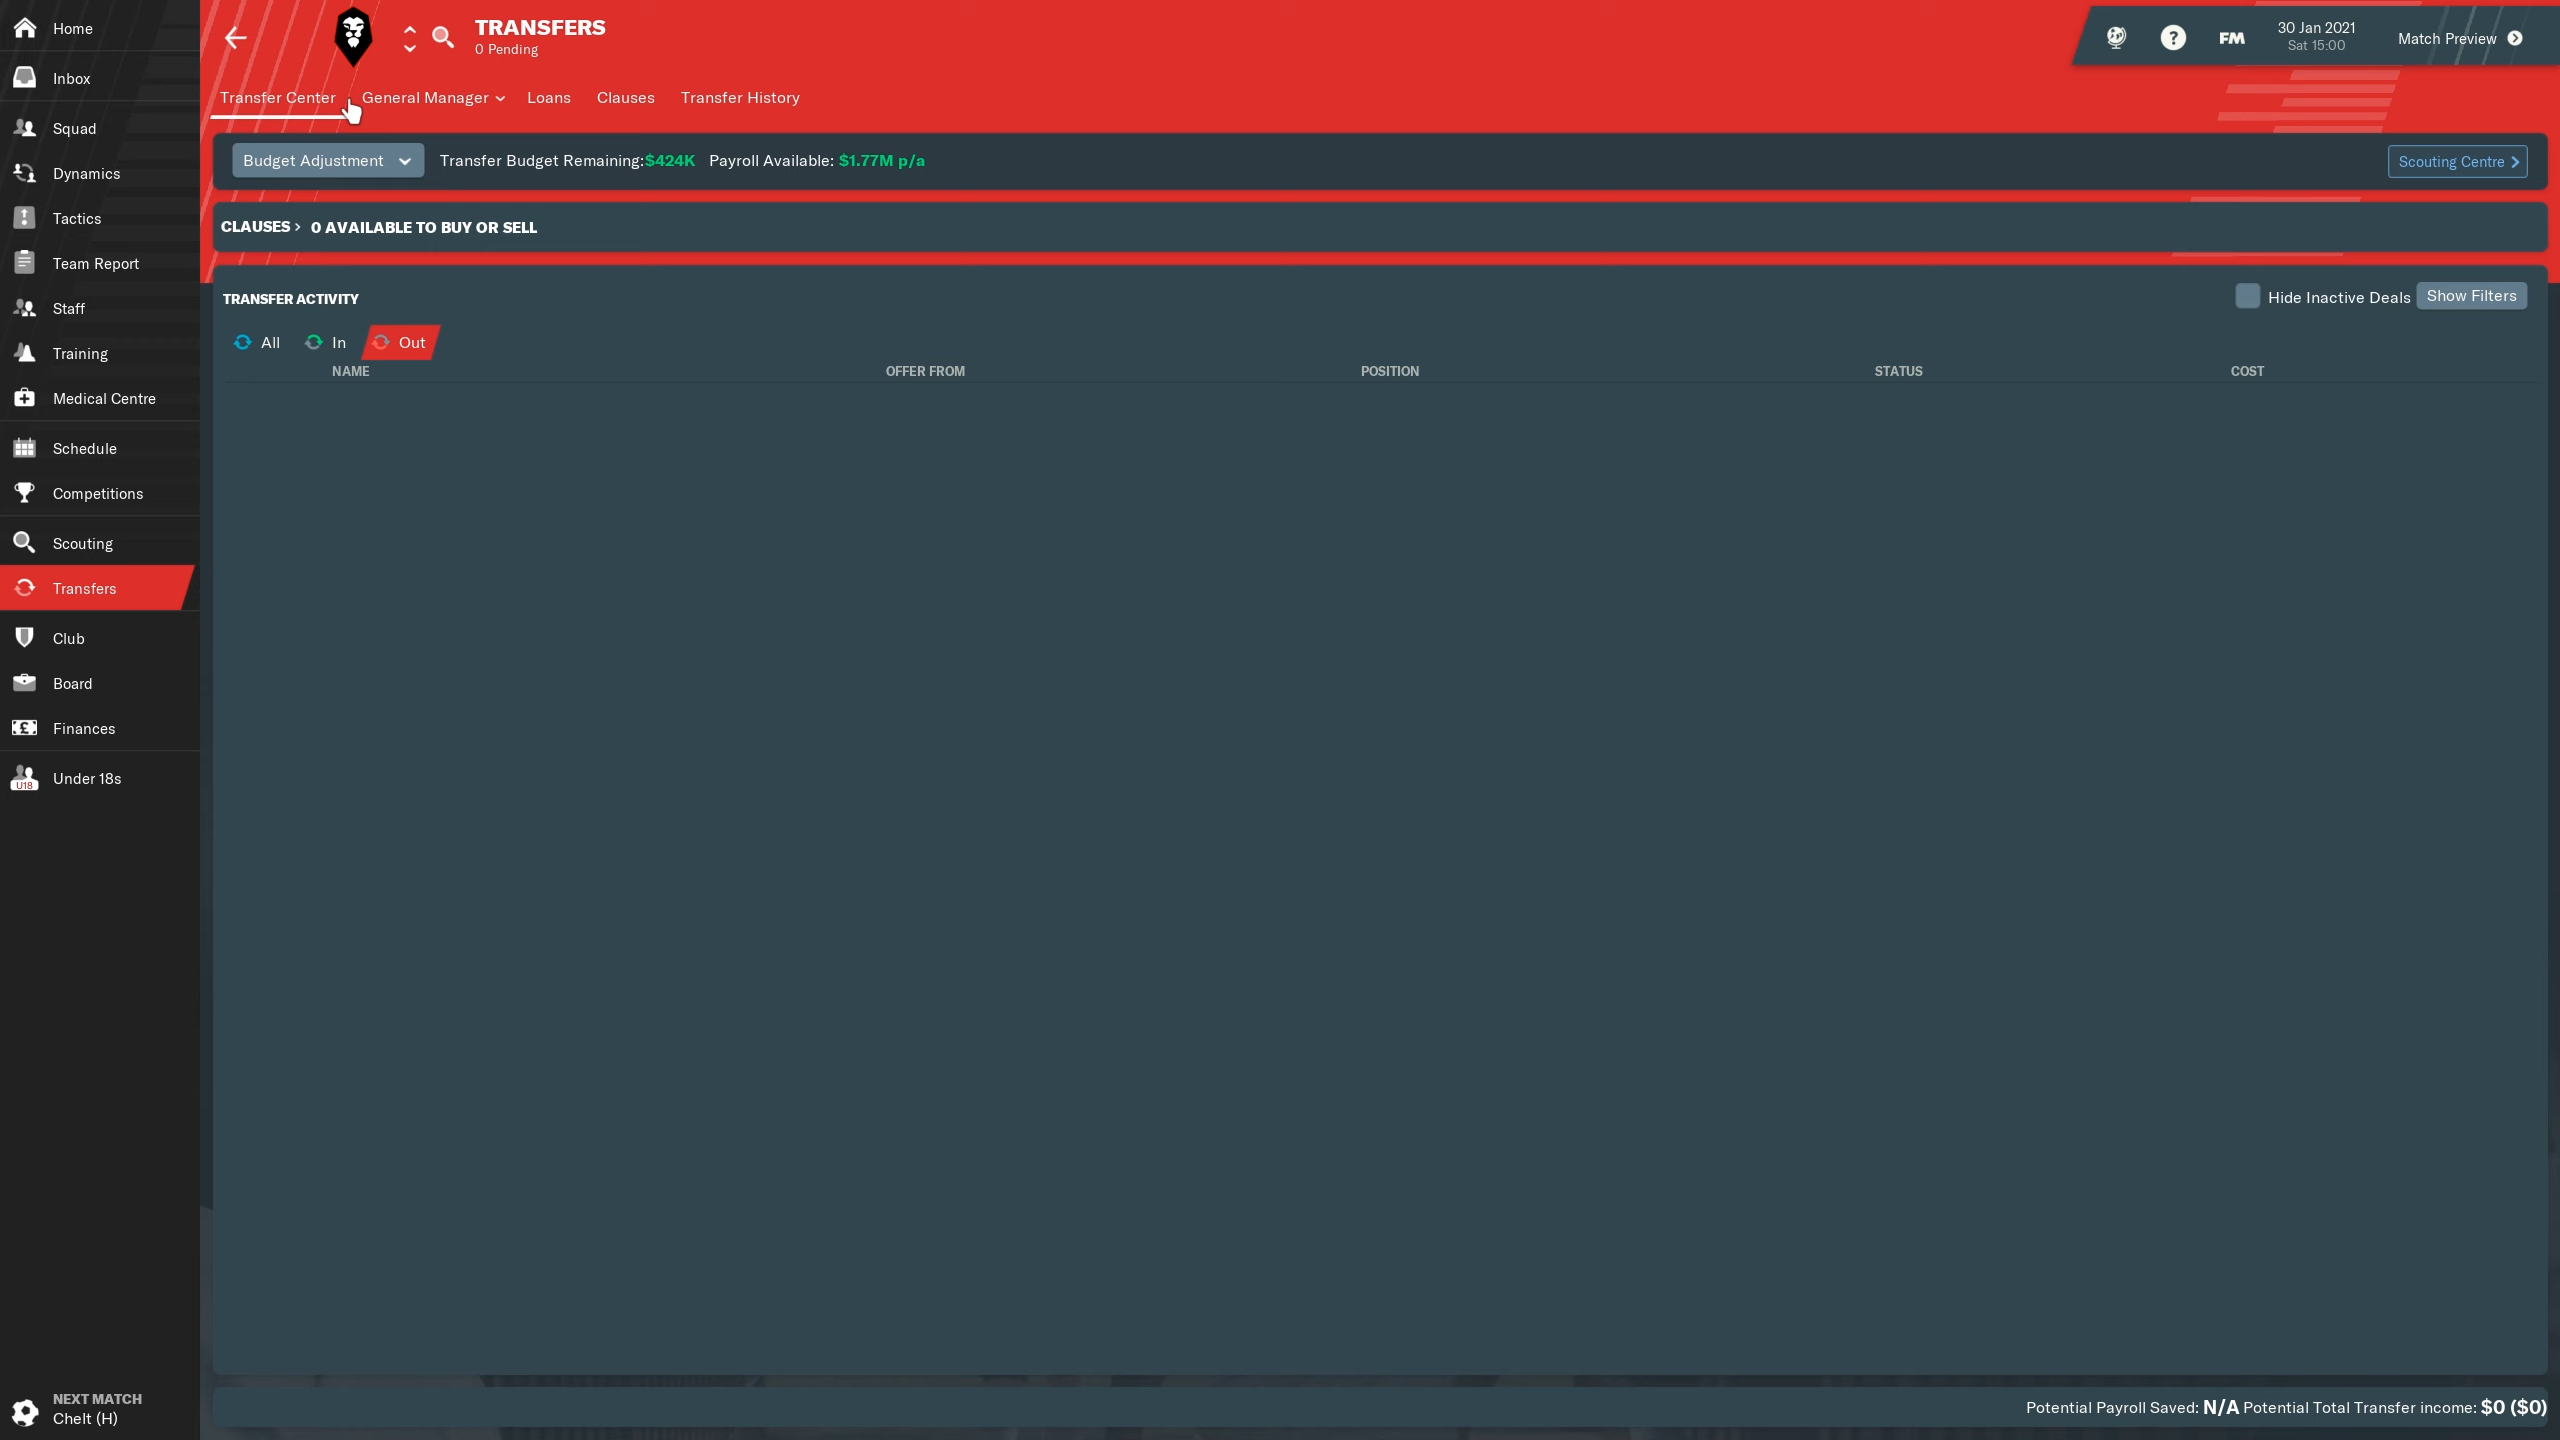 Home
Inbox
Squad
Dynamics
Tactics
Team Report
Staff
Training
Medical Centre
Schedule
Competitions
Scouting
Transfers
Club
Board
Finances
U18
Under 18s
NEXT MATCH
Chelt (H)
TRANSFERS
0 Pending
FM
30 Jan 2021
Sat 15:00
Match Preview
Transfer Center General Manager Loans Clauses Transfer History
Budget Adjustment Transfer Budget Remaining:$424K Payroll Available: $1.77M p/a Scouting Centre
CLAUSES > 0 AVAILABLE TO BUY OR SELL
TRANSFER ACTIVITY Hide Inactive Deals Show Filters
All In Out
NAME OFFER FROM POSITION STATUS COST
Potential Payroll Saved: N/A Potential Total Transfer income: $0 ($0)